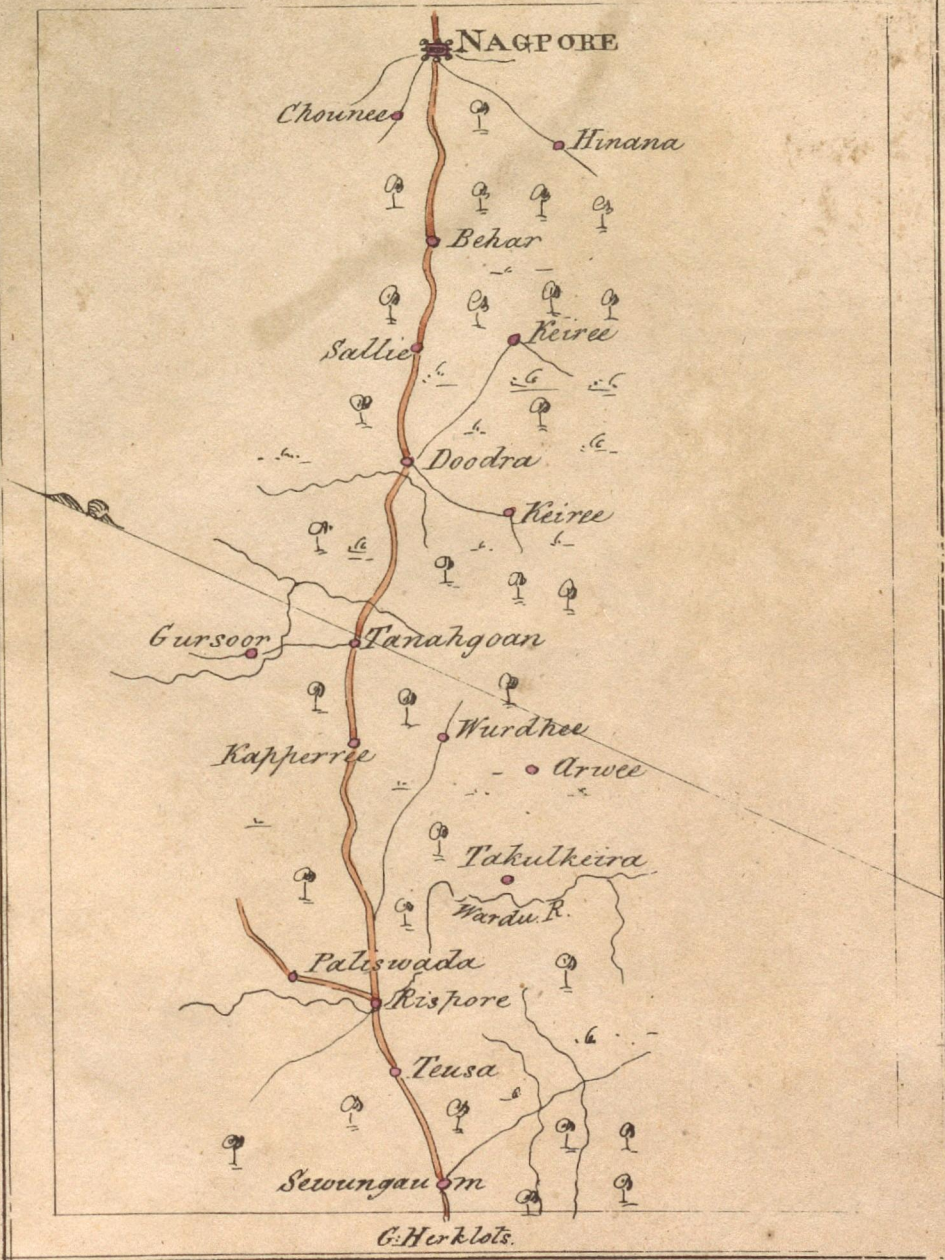 NAGPORE
Chounee
Hinana
Behar
Keiree
Sallie
Doodra
Keiree
Gursoor
Tanahgoan
Wurdhee
Kapperree
Arwee
Takulkeira
Wardu. R.
Paliswada
Rispore
Teusa
Sewungaum
G: Herklots.